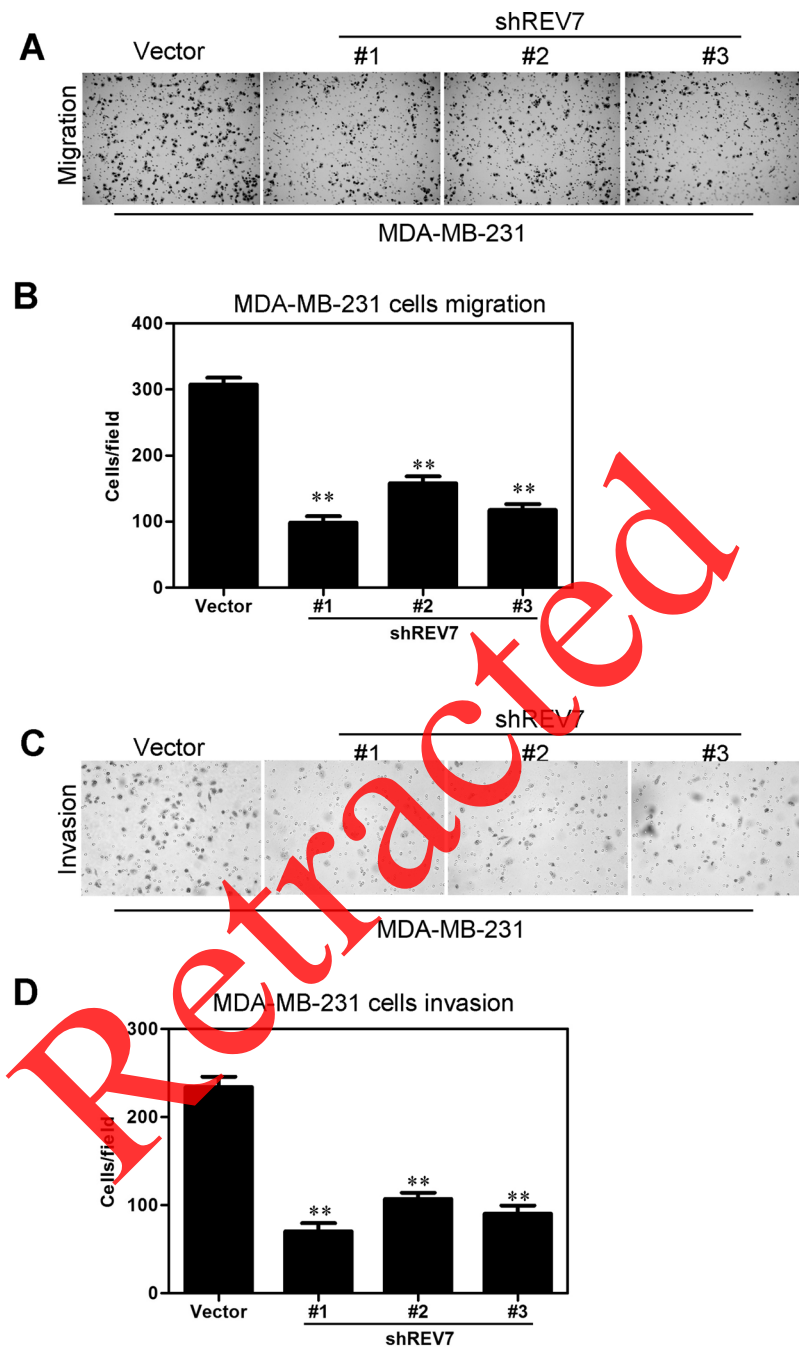 A
Vector
shREV7
#1 #2 #3
Migration
MDA-MB-231
B
MDA-MB-231 cells migration
Cells/field
400
300
200
100
0
**
**
**
Vector #1 #2 #3
shREV7
C
Vector
shREV7
#1 #2 #3
Invasion
MDA-MB-231
D
MDA-MB-231 cells invasion
Cells/field
300
200
100
0
**
**
**
Vector #1 #2 #3
shREV7
Retracted